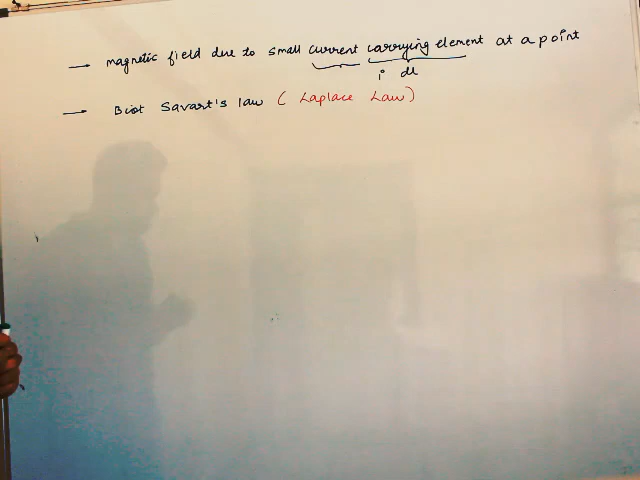 → magnetic field due to small current carrying element at a point
i dl
→ Biot Savart's law ( Laplace Law)